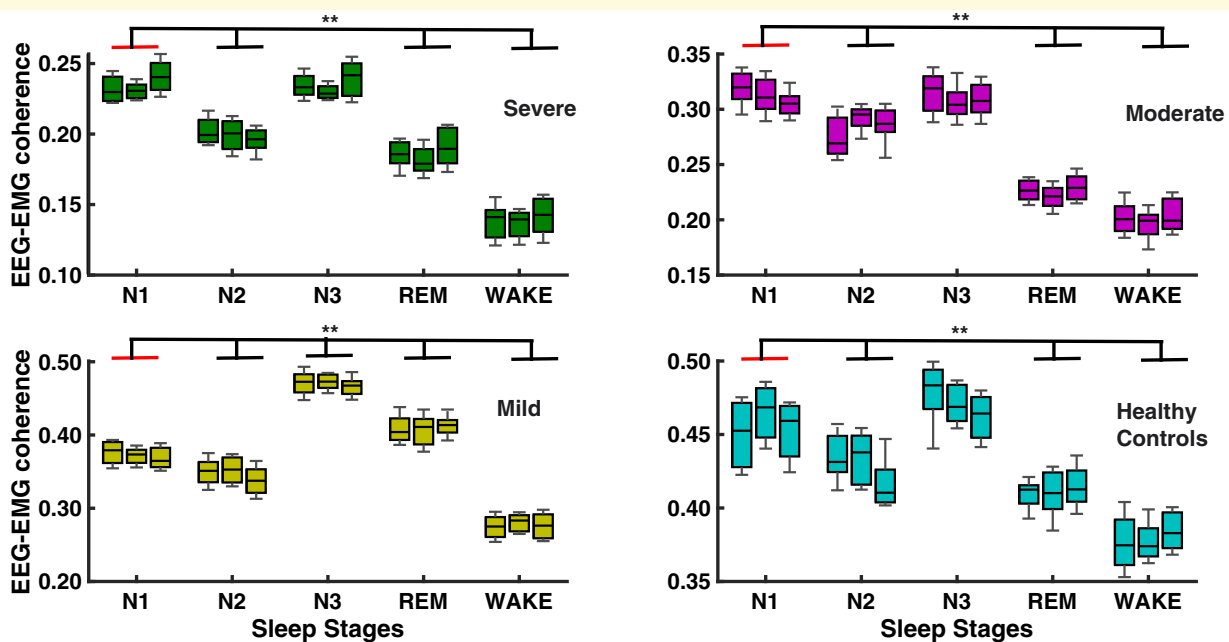 **
EEG-EMG coherence
0.25
0.20
0.15
0.10
Severe
N1 N2 N3 REM WAKE
**
0.35
0.30
0.25
0.20
0.15
Moderate
N1 N2 N3 REM WAKE
**
EEG-EMG coherence
0.50
0.40
0.30
0.20
Mild
N1 N2 N3 REM WAKE
Sleep Stages
**
0.50
0.45
0.40
0.35
Healthy
Controls
N1 N2 N3 REM WAKE
Sleep Stages